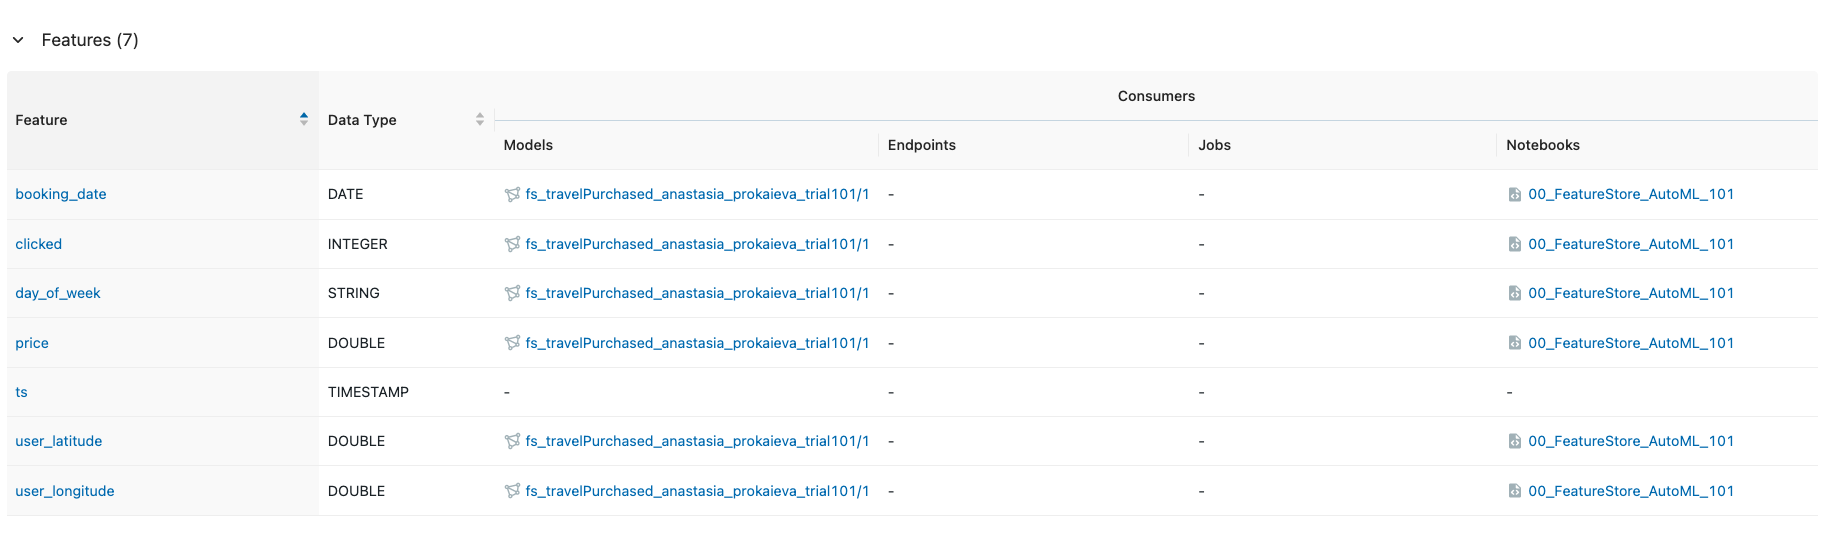 Features (7)
Consumers
Feature Data Type
Models Endpoints Jobs Notebooks
booking_date DATE fs_travelPurchased_anastasia_prokaieva_trial101/1 - - 00_FeatureStore_AutoML_101
clicked INTEGER fs_travelPurchased_anastasia_prokaieva_trial101/1 - - 00_FeatureStore_AutoML_101
day_of_week STRING fs_travelPurchased_anastasia_prokaieva_trial101/1 - - 00_FeatureStore_AutoML_101
price DOUBLE fs_travelPurchased_anastasia_prokaieva_trial101/1 - - 00_FeatureStore_AutoML_101
ts TIMESTAMP - - - -
user_latitude DOUBLE fs_travelPurchased_anastasia_prokaieva_trial101/1 - - 00_FeatureStore_AutoML_101
user_longitude DOUBLE fs_travelPurchased_anastasia_prokaieva_trial101/1 - - 00_FeatureStore_AutoML_101